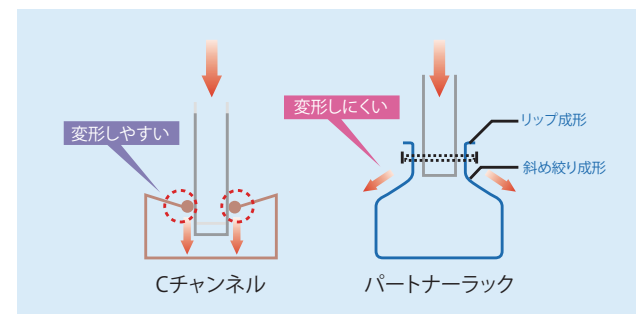 変形しやすい
変形しにくい
リップ成形
斜め絞り成形
Cチャンネル
パートナーラック